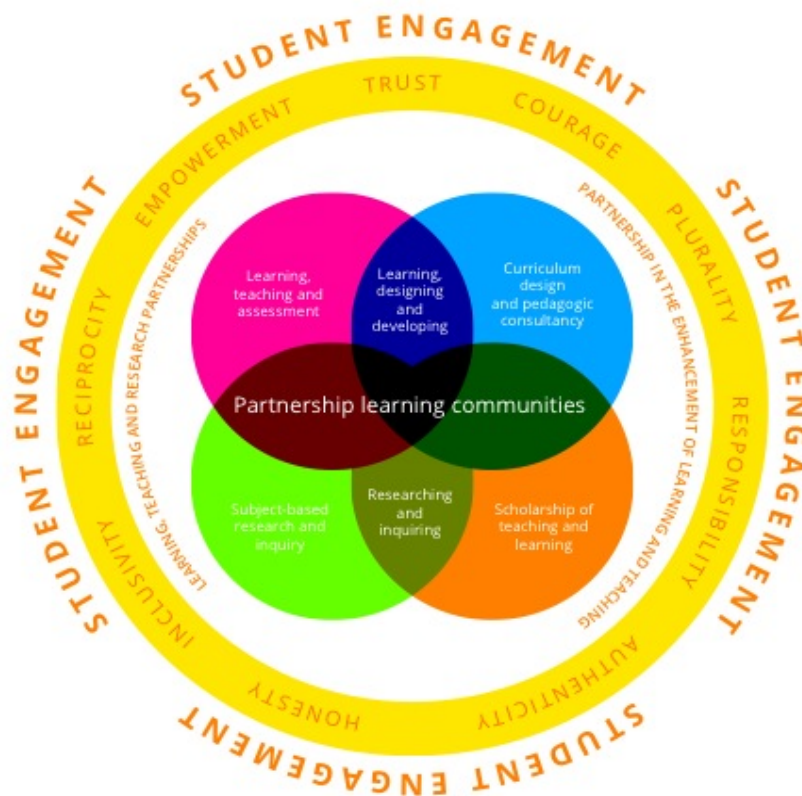 STUDENT ENGAGEMENT
STUDENT ENGAGEMENT
STUDENT ENGAGEMENT
STUDENT ENGAGEMENT
TRUST
COURAGE
PLURALITY
RESPONSIBILITY
AUTHENTICITY
HONESTY
INCLUSIVITY
RECIPROCITY
EMPOWERMENT
LEARNING, TEACHING AND RESEARCH PARTNERSHIPS
PARTNERSHIP IN THE ENHANCEMENT OF LEARNING AND TEACHING
Learning,
teaching and
assessment
Learning,
designing
and
developing
Curriculum
design
and pedagogic
consultancy
Partnership learning communities
Subject-based
research and
inquiry
Researching
and
inquiring
Scholarship of
teaching and
learning